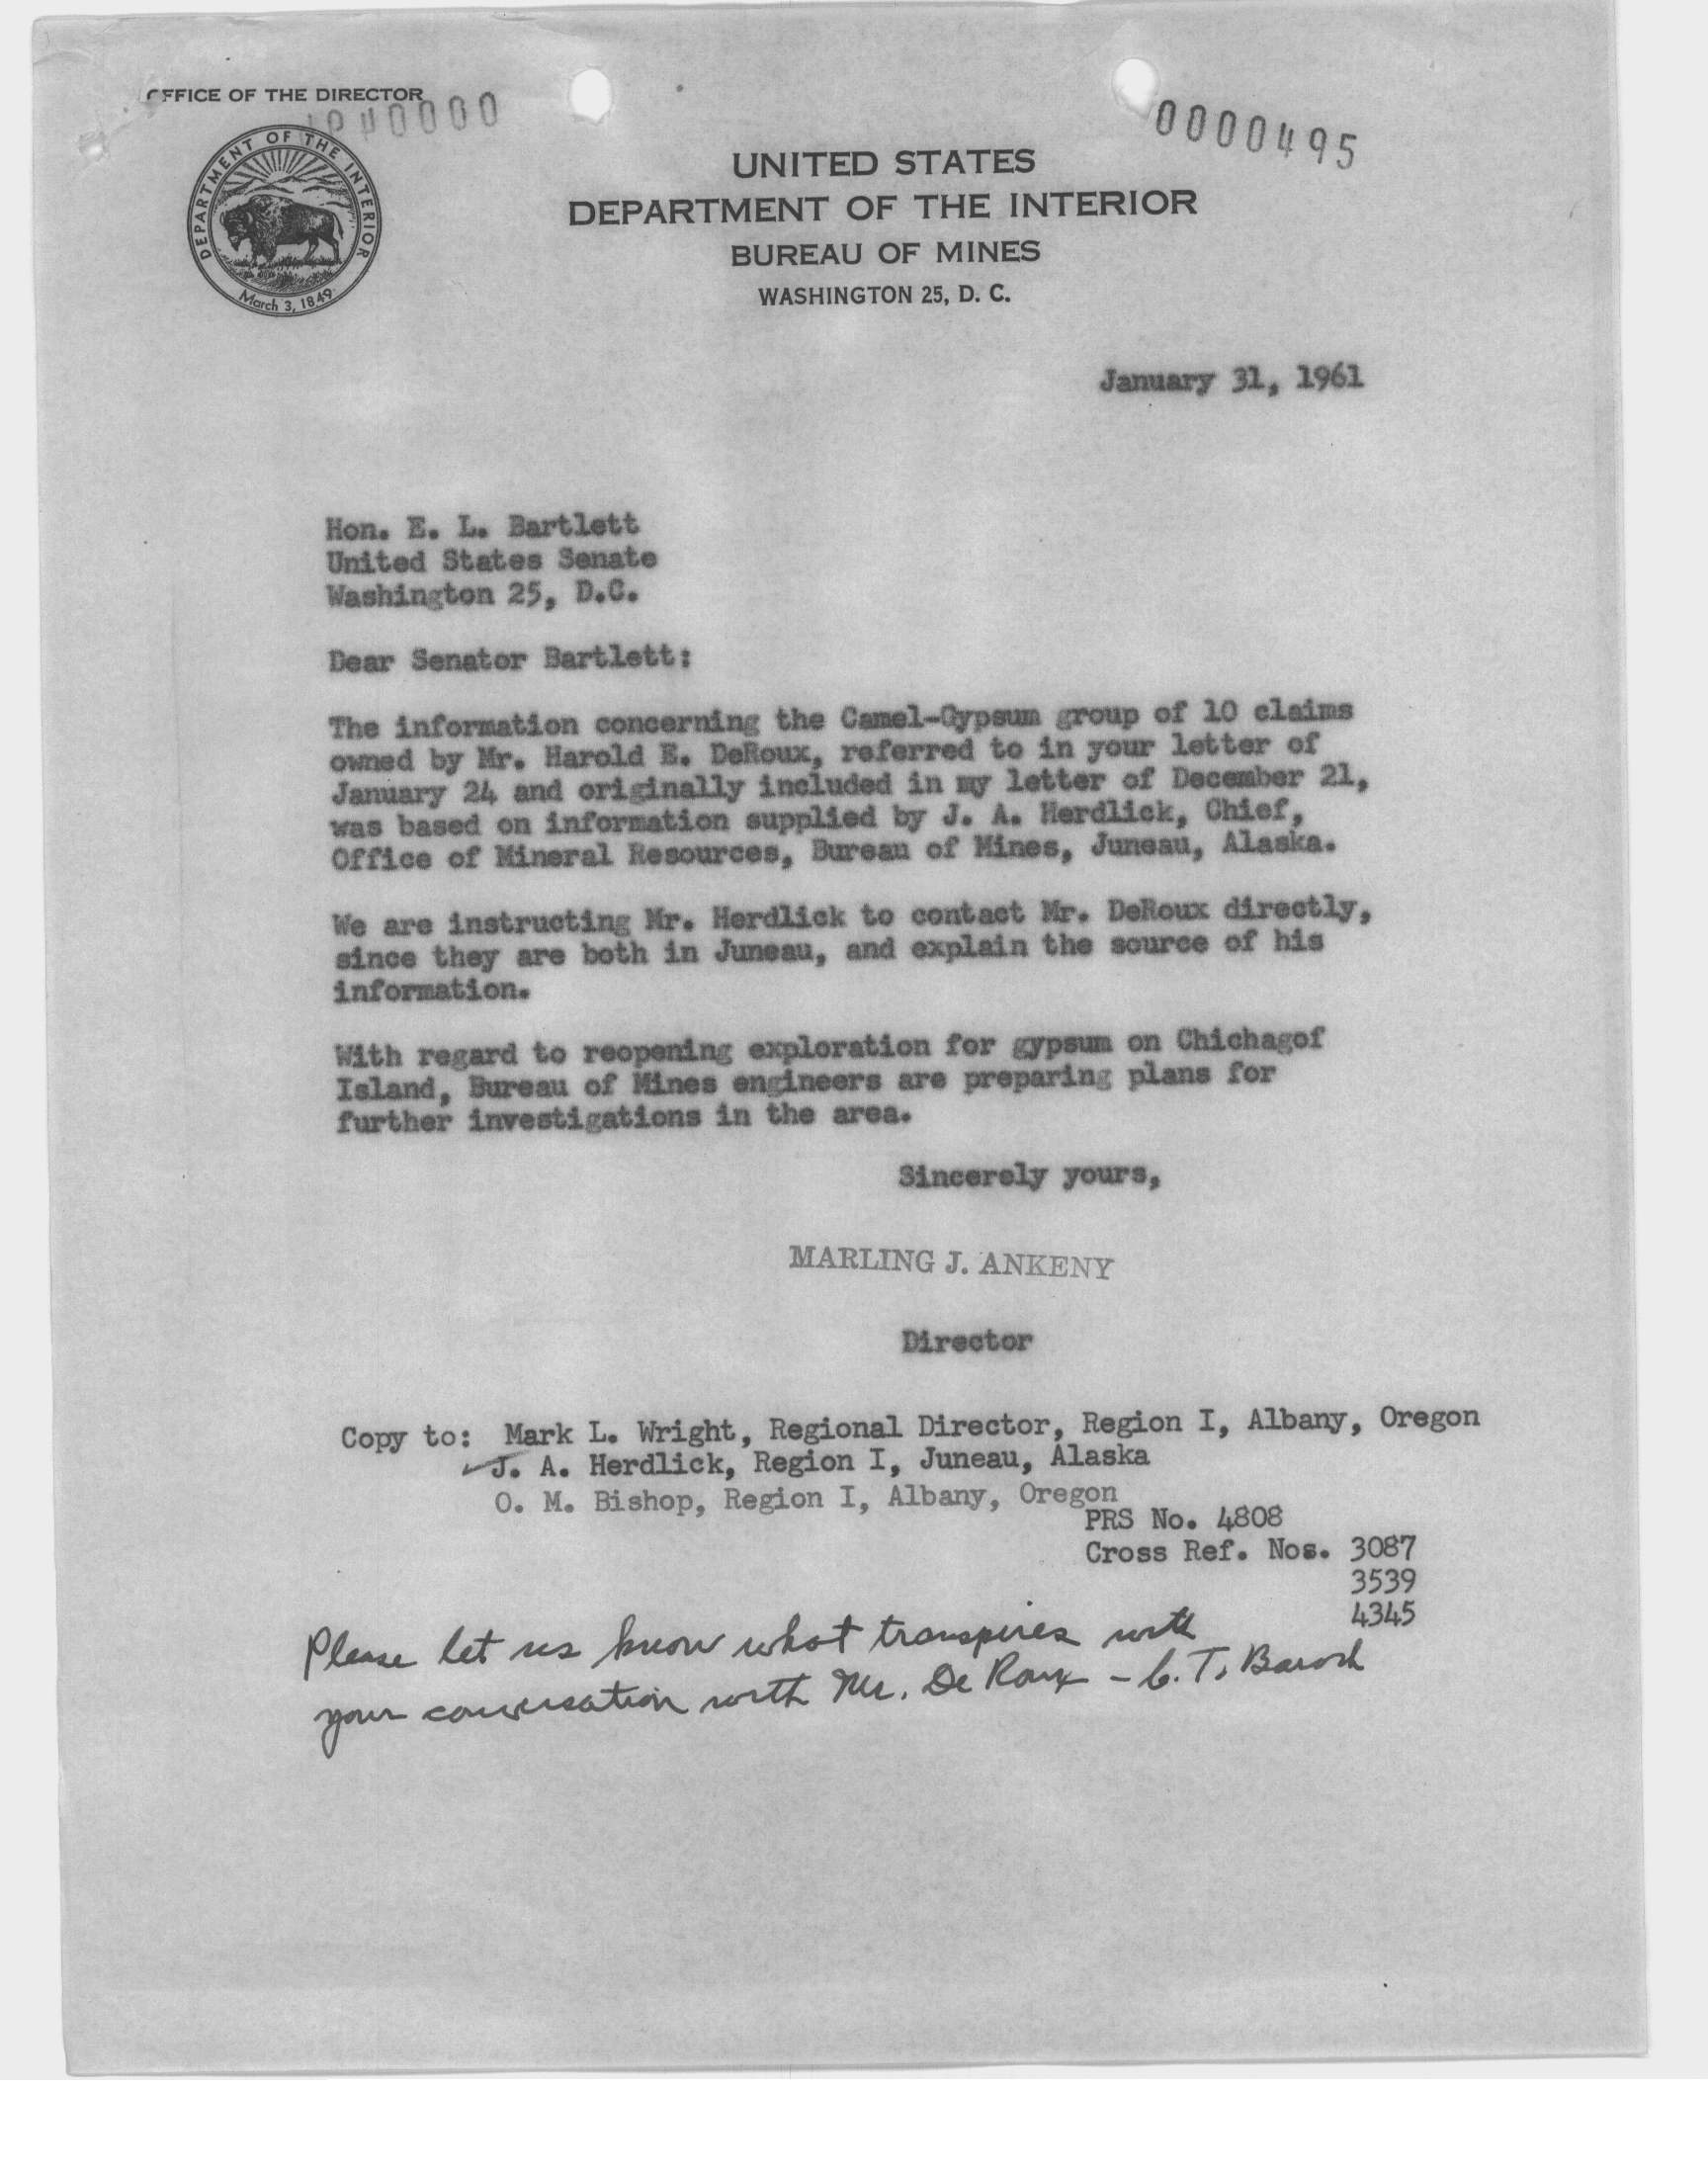 OFFICE OF THE DIRECTOR
0000495
DEPARTMENT OF THE INTERIOR
March 3, 1849
UNITED STATES
DEPARTMENT OF THE INTERIOR
BUREAU OF MINES
WASHINGTON 25, D. C.
January 31, 1961
Hon. E. L. Bartlett
United States Senate
Washington 25, D.C.
Dear Senator Bartlett:
The information concerning the Camel-Gypsum group of 10 claims
owned by Mr. Harold E. DeRoux, referred to in your letter of
January 24 and originally included in my letter of December 21,
was based on information supplied by J. A. Herdlick, Chief,
Office of Mineral Resources, Bureau of Mines, Juneau, Alaska.
We are instructing Mr. Herdlick to contact Mr. DeRoux directly,
since they are both in Juneau, and explain the source of his
information.
With regard to reopening exploration for gypsum on Chichagof
Island, Bureau of Mines engineers are preparing plans for
further investigations in the area.
Sincerely yours,
MARLING J. ANKENY
Director
Copy to: Mark L. Wright, Regional Director, Region I, Albany, Oregon
J. A. Herdlick, Region I, Juneau, Alaska
O. M. Bishop, Region I, Albany, Oregon
PRS No. 4808
Cross Ref. Nos. 3087
3539
4345
Please let us know what transpires with
your conversation with Mr. De Roux - C. T. Baroch